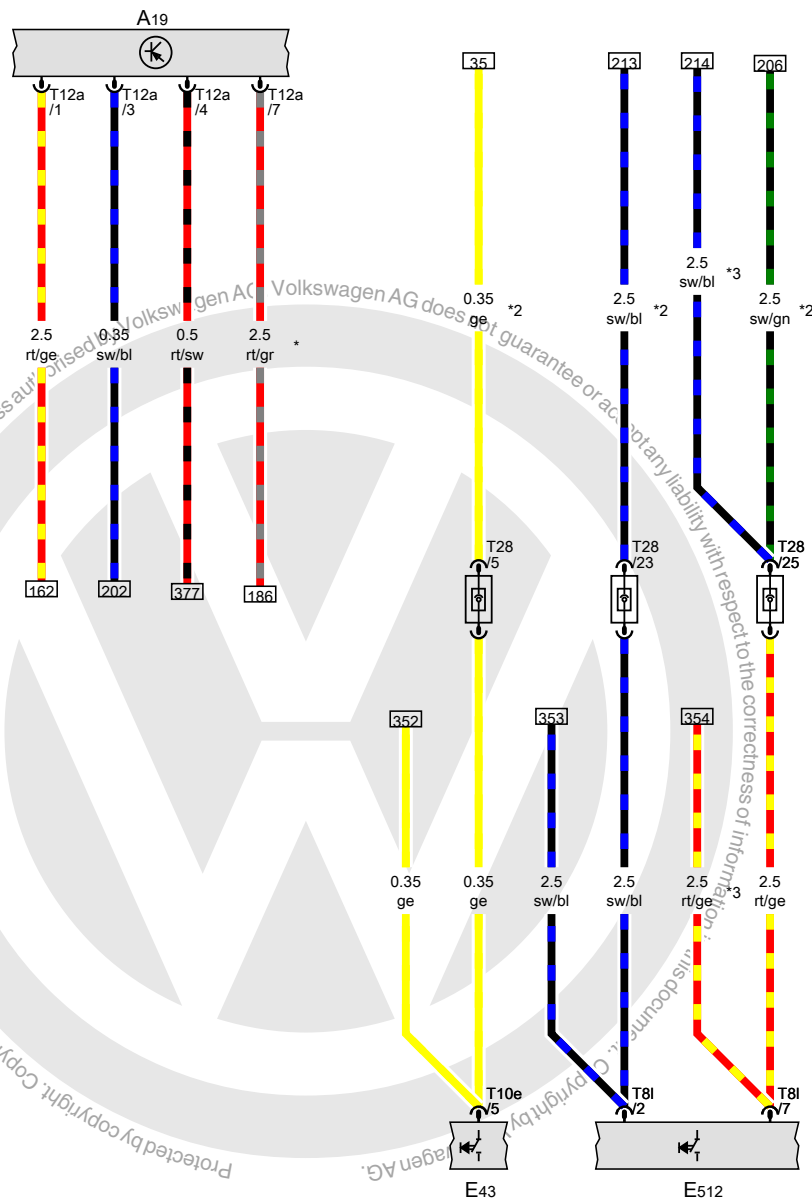 A19
T12a
/1
T12a
/3
T12a
/4
T12a
/7
35
213
214
206
2.5
rt/ge
0.35
sw/bl
0.5
rt/sw
2.5
rt/gr
*
0.35
ge
*2
2.5
sw/bl
*2
2.5
sw/bl
*3
2.5
sw/gn
*2
162
202
377
186
T28
/5
T28
/23
T28
/25
352
353
354
0.35
ge
0.35
ge
2.5
sw/bl
2.5
sw/bl
2.5
rt/ge
*3
2.5
rt/ge
T10e
/5
T8l
/2
T8l
/7
E43
E512
Volkswagen AG does not guarantee or accept any liability with respect to the correctness of information
Protected by copyright. Copyright by